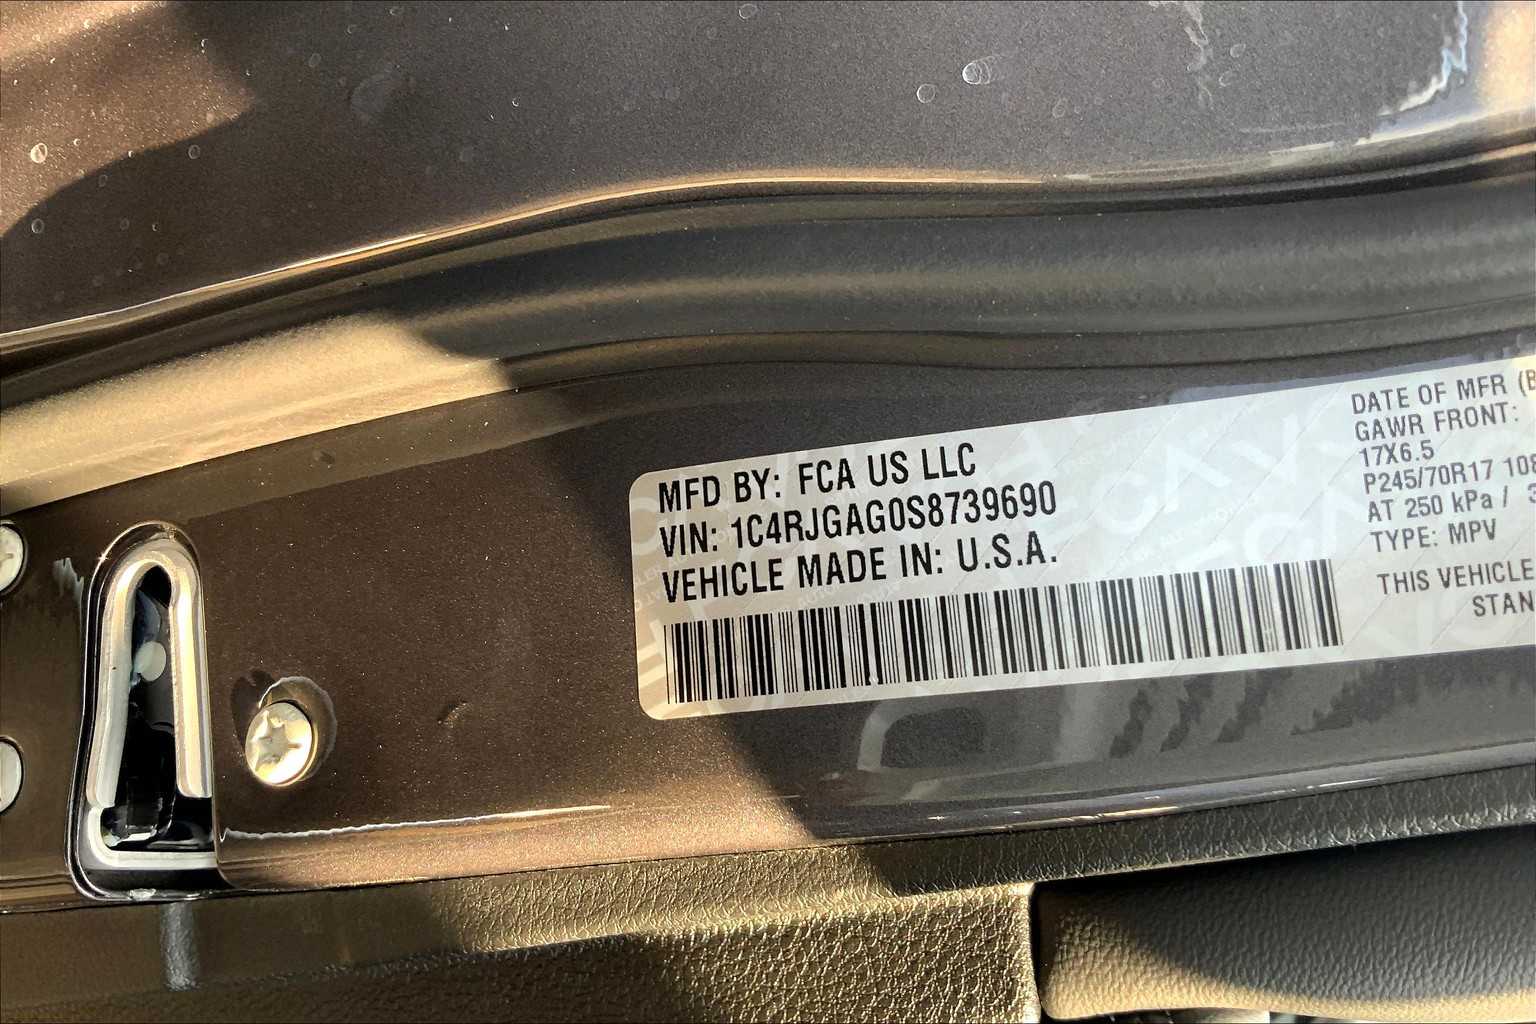 MFD BY: FCA US LLC
VIN: 1C4RJGAG0S8739690
VEHICLE MADE IN: U.S.A.
DATE OF MFR
GAWR FRONT:
17X6.5
P245/70R17
AT 250 kPa /
TYPE: MPV
THIS VEHICLE